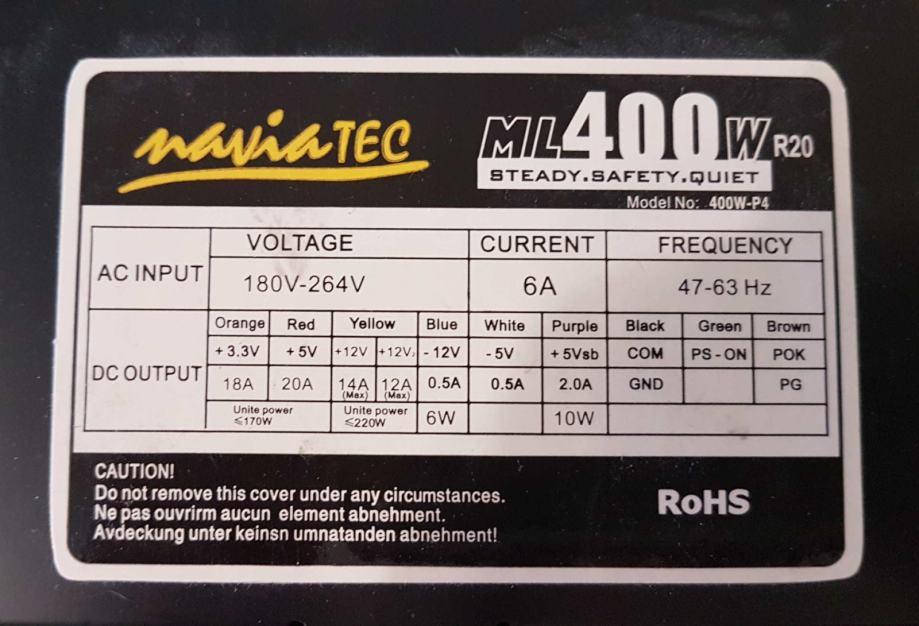 naviaTEC
ML400W R20
STEADY.SAFETY.QUIET
Model No: 400W-P4
AC INPUT VOLTAGE CURRENT FREQUENCY
180V-264V 6A 47-63 Hz
DC OUTPUT Orange Red Yellow Blue White Purple Black Green Brown
+3.3V +5V +12V1 +12V2 -12V -5V +5Vsb COM PS-ON POK
18A 20A 14A (Max) 12A (Max) 0.5A 0.5A 2.0A GND PG
Unite power ≤170W Unite power ≤220W 6W 10W
CAUTION!
Do not remove this cover under any circumstances.
Ne pas ouvrirm aucun element abnehment.
Avdeckung unter keinsn umnatanden abnehment!
RoHS